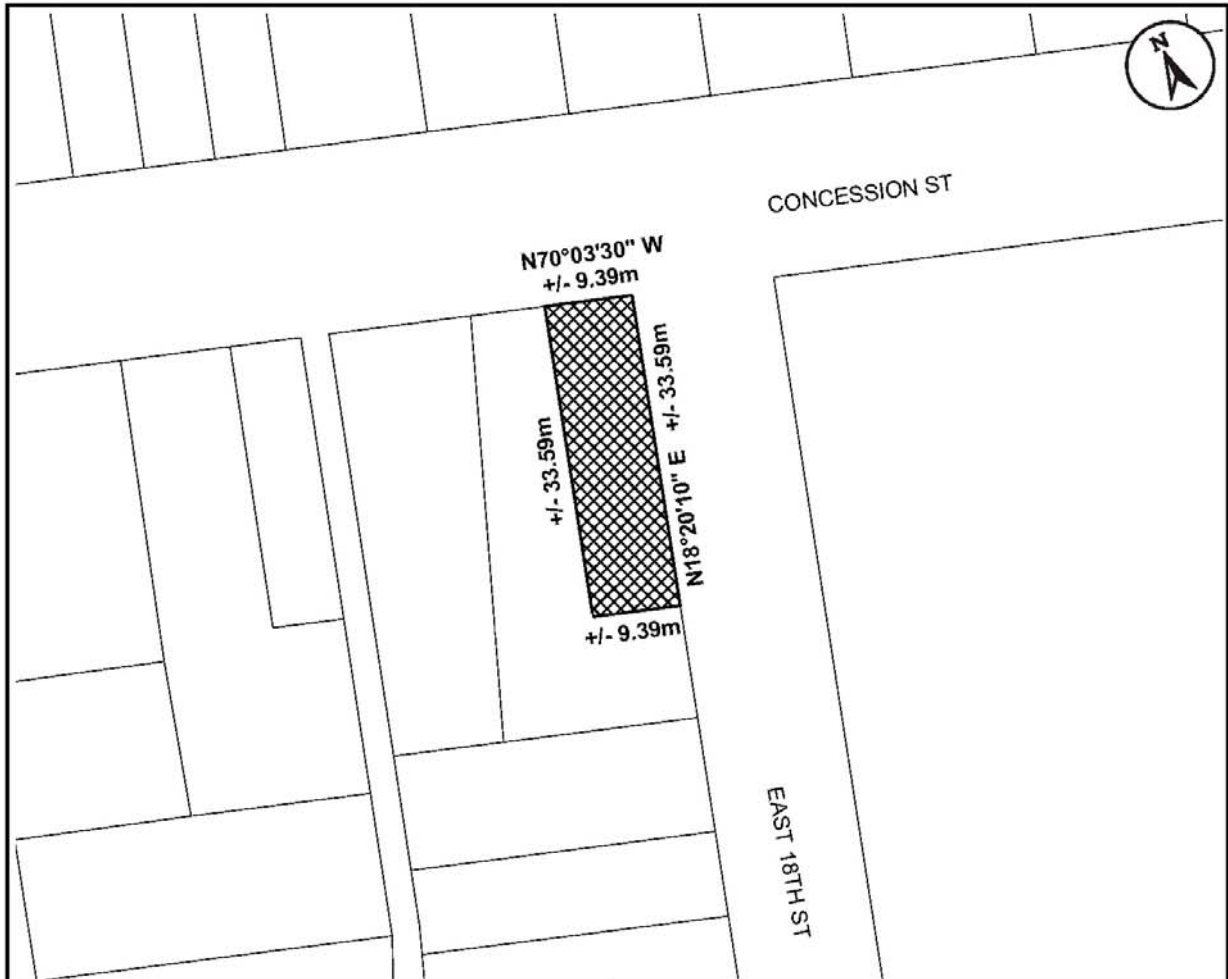 N
CONCESSION ST
N70°03'30" W
+/- 9.39m
+/- 33.59m
+/- 33.59m
N18°20'10" E
+/- 9.39m
EAST 18TH ST